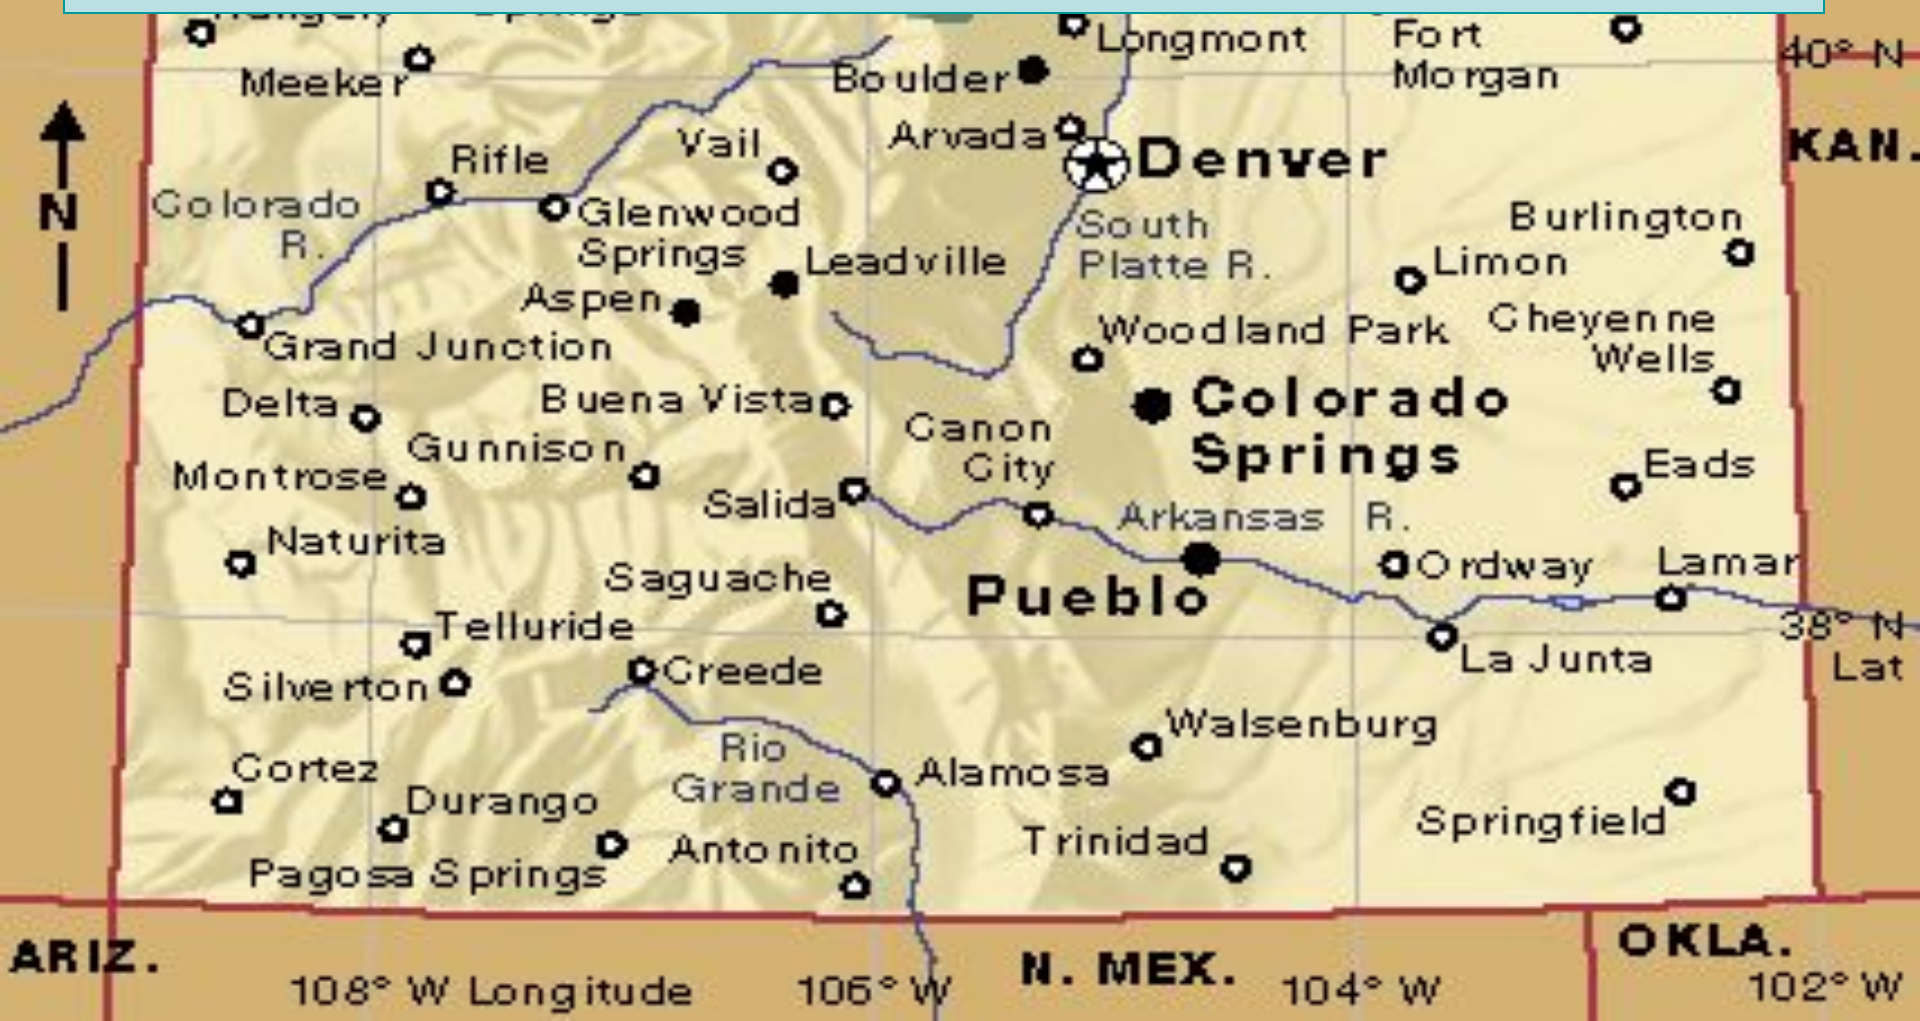 Longmont
Fort
Morgan
40° N
Meeker
Boulder
Arvada
Denver
KAN.
Vail
Rifle
N
Colorado
R.
Glenwood
Springs
South
Platte R.
Burlington
Limon
Leadville
Aspen
Grand Junction
Woodland Park
Cheyenne
Wells
Delta
Buena Vista
Colorado
Springs
Canon
City
Gunnison
Montrose
Eads
Salida
Arkansas R.
Naturita
Ordway
Lamar
Saguache
Pueblo
38° N
Lat
Telluride
La Junta
Silverton
Creede
Walsenburg
Rio
Grande
Cortez
Alamosa
Durango
Springfield
Antonito
Trinidad
Pagosa Springs
ARIZ.
N. MEX.
OKLA.
108° W Longitude
106° W
104° W
102° W